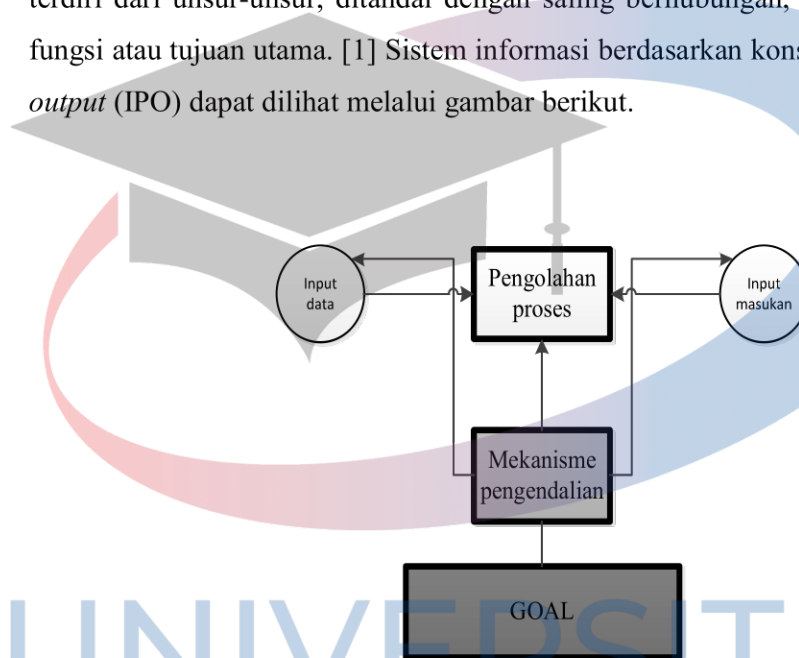 terdiri dari unsur-unsur, ditandai dengan saling berhubungan,
fungsi atau tujuan utama. [1] Sistem informasi berdasarkan kons
output (IPO) dapat dilihat melalui gambar berikut.
Input
data
Pengolahan
proses
Input
masukan
Mekanisme
pengendalian
GOAL
UNIVERSIT